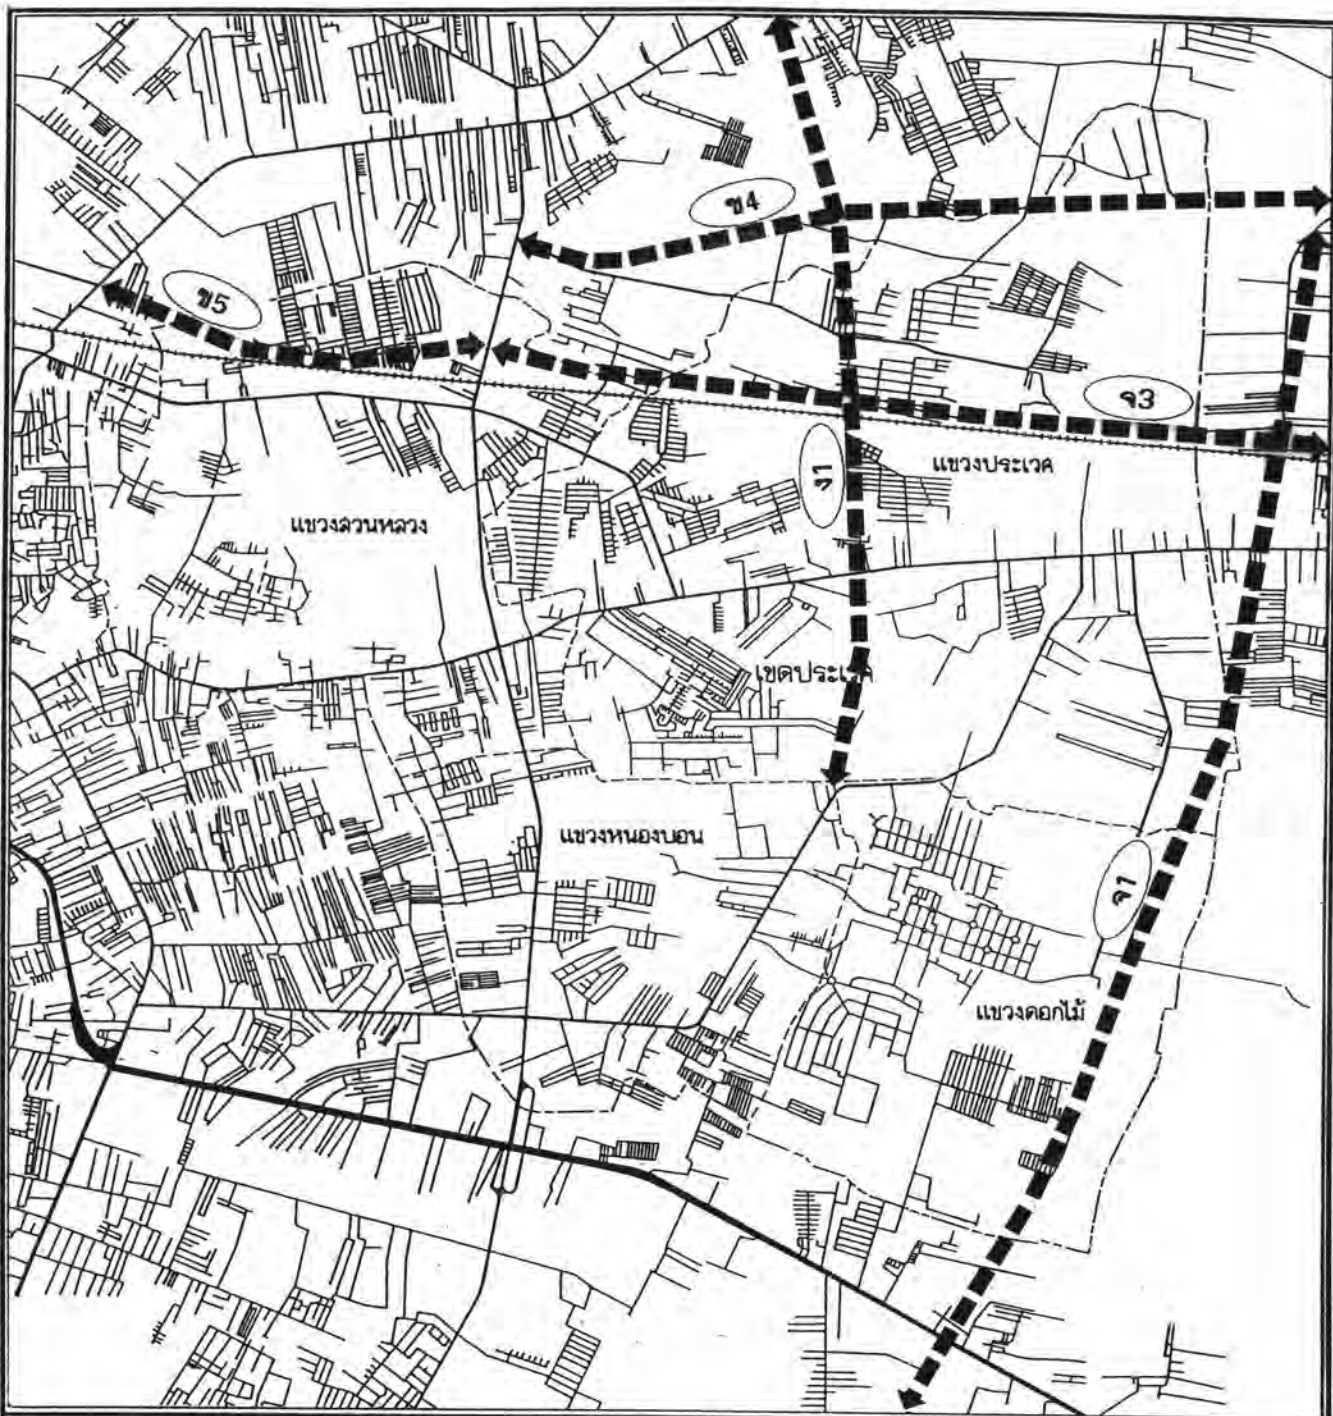 ซ4
ซ5
จ3
ง1
แขวงประเวศ
แขวงสวนหลวง
เขตประเวศ
แขวงหนองบอน
จ1
แขวงดอกไม้